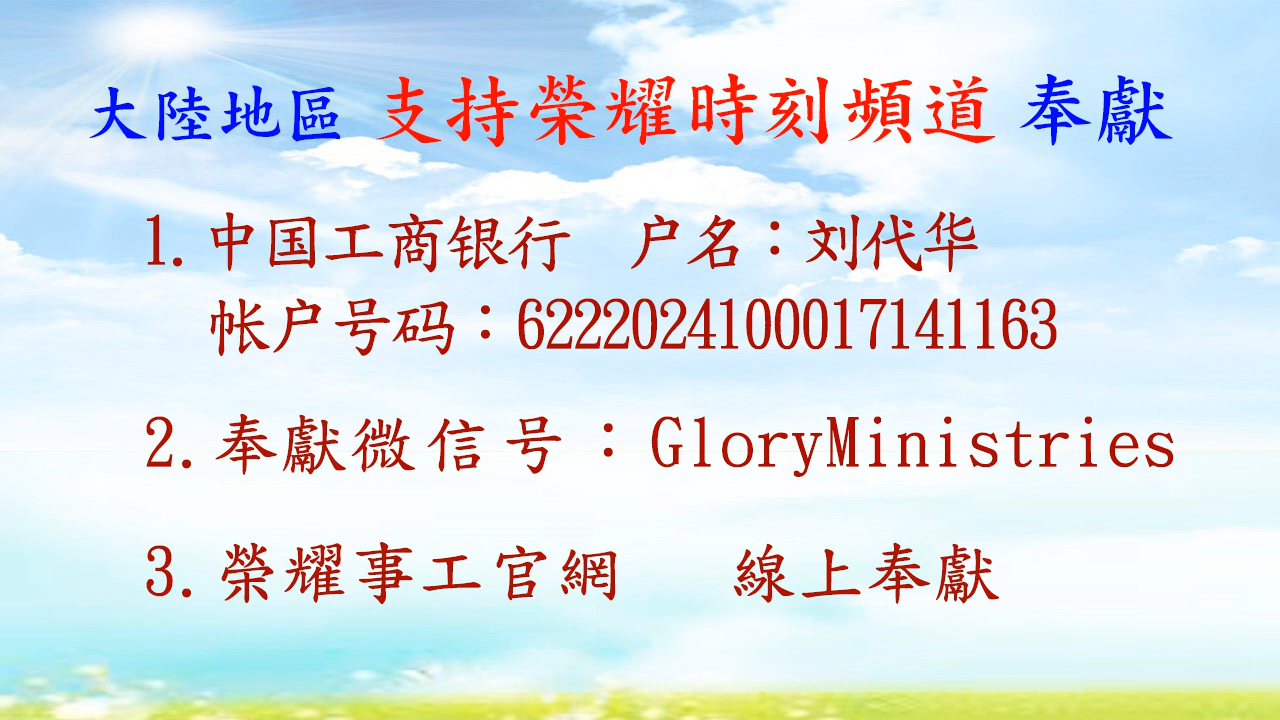 大陸地區 支持榮耀時刻頻道 奉獻
1. 中国工商银行 户名：刘代华
帐户号码：6222024100017141163
2. 奉獻微信号：GloryMinistries
3. 榮耀事工官網 線上奉獻